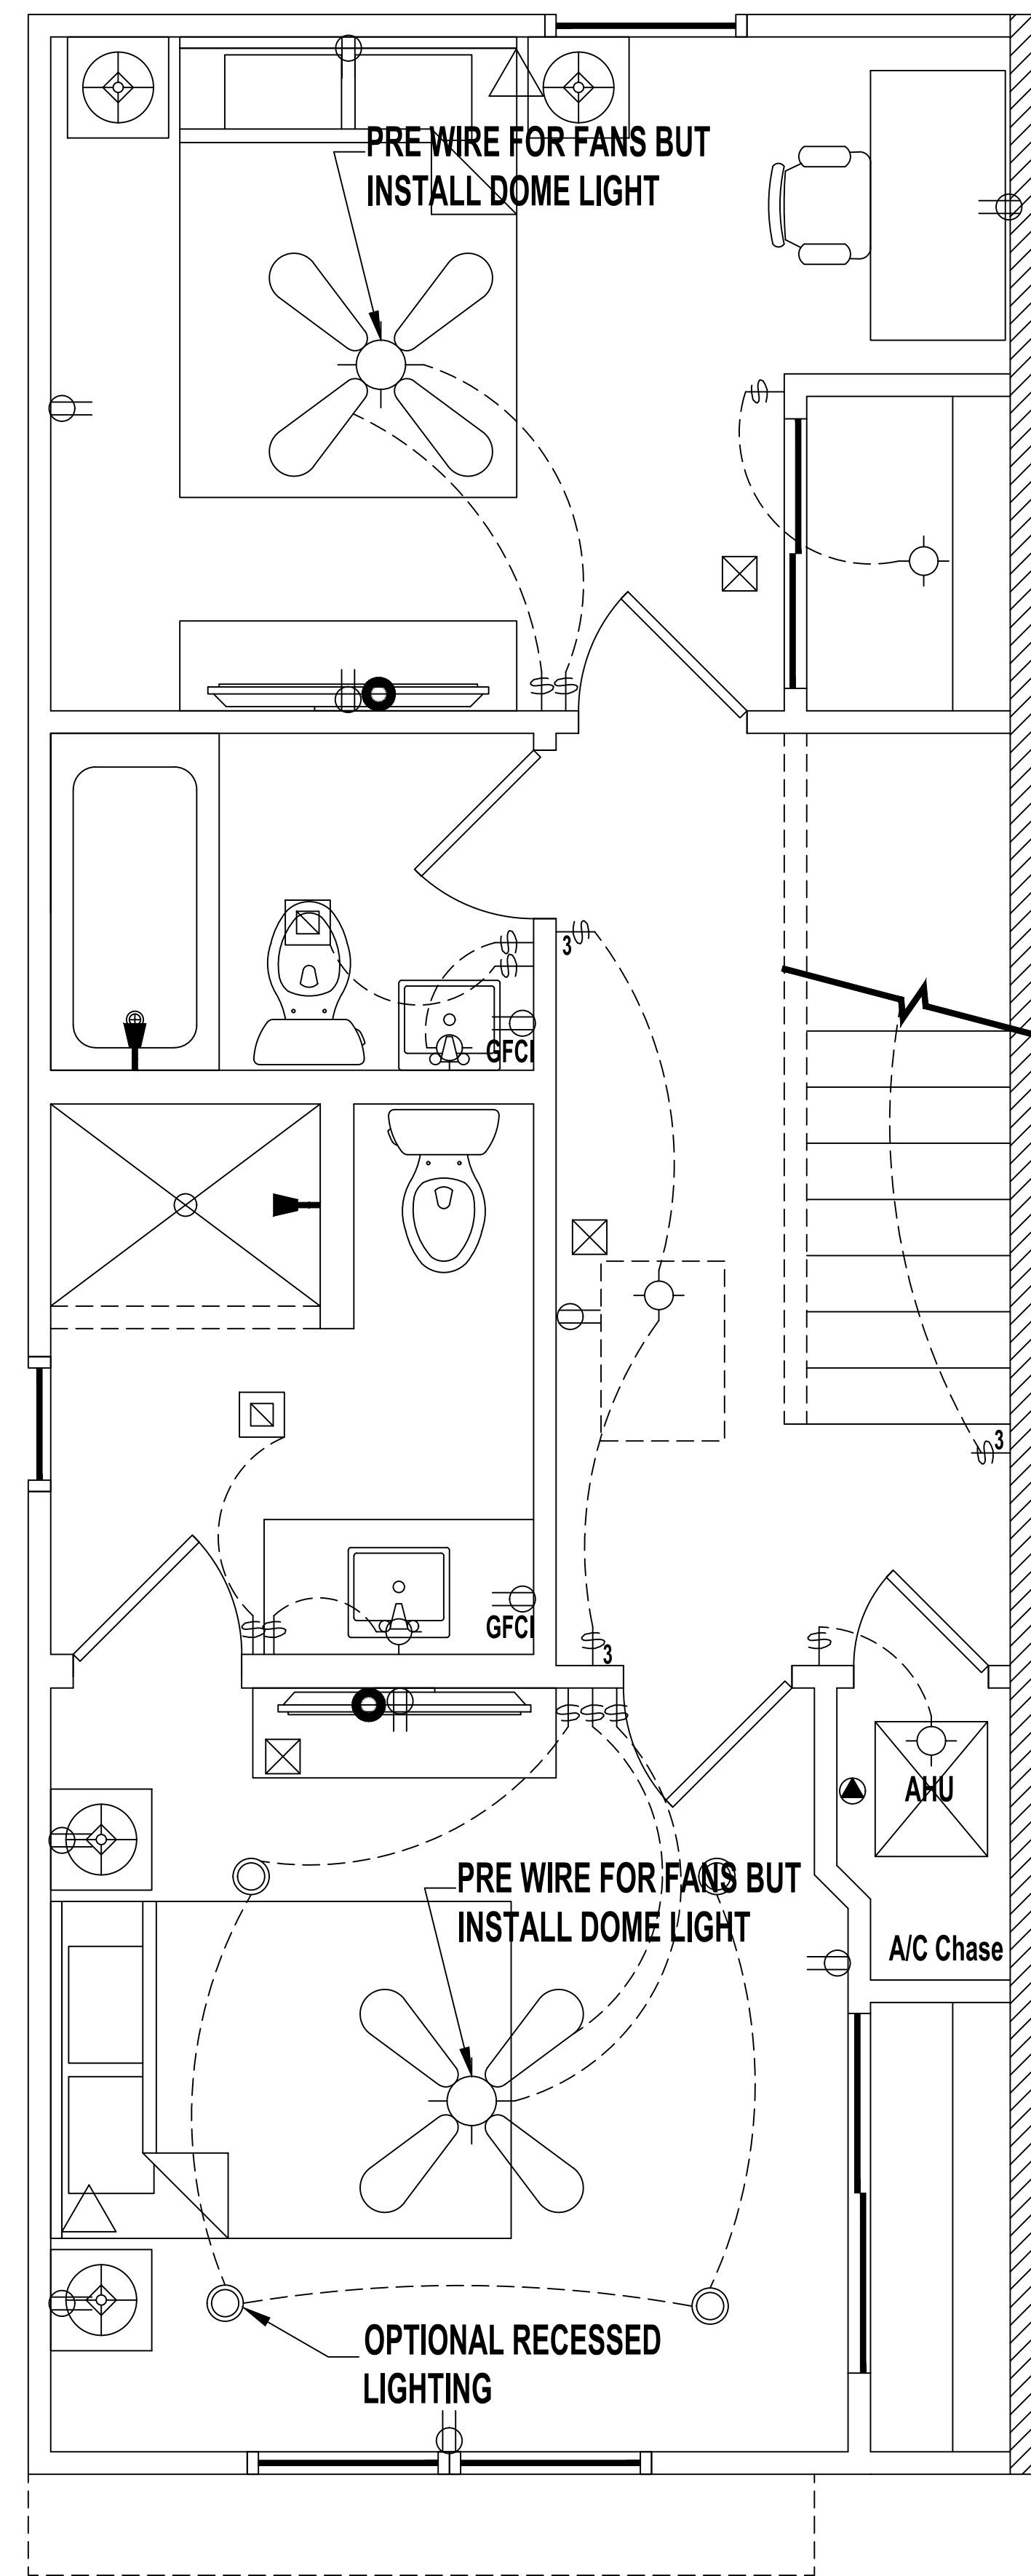 PRE WIRE FOR FANS BUT
INSTALL DOME LIGHT
3
GFCI
3
GFCI
3
AHU
PRE WIRE FOR FANS BUT
INSTALL DOME LIGHT
A/C Chase
OPTIONAL RECESSED
LIGHTING